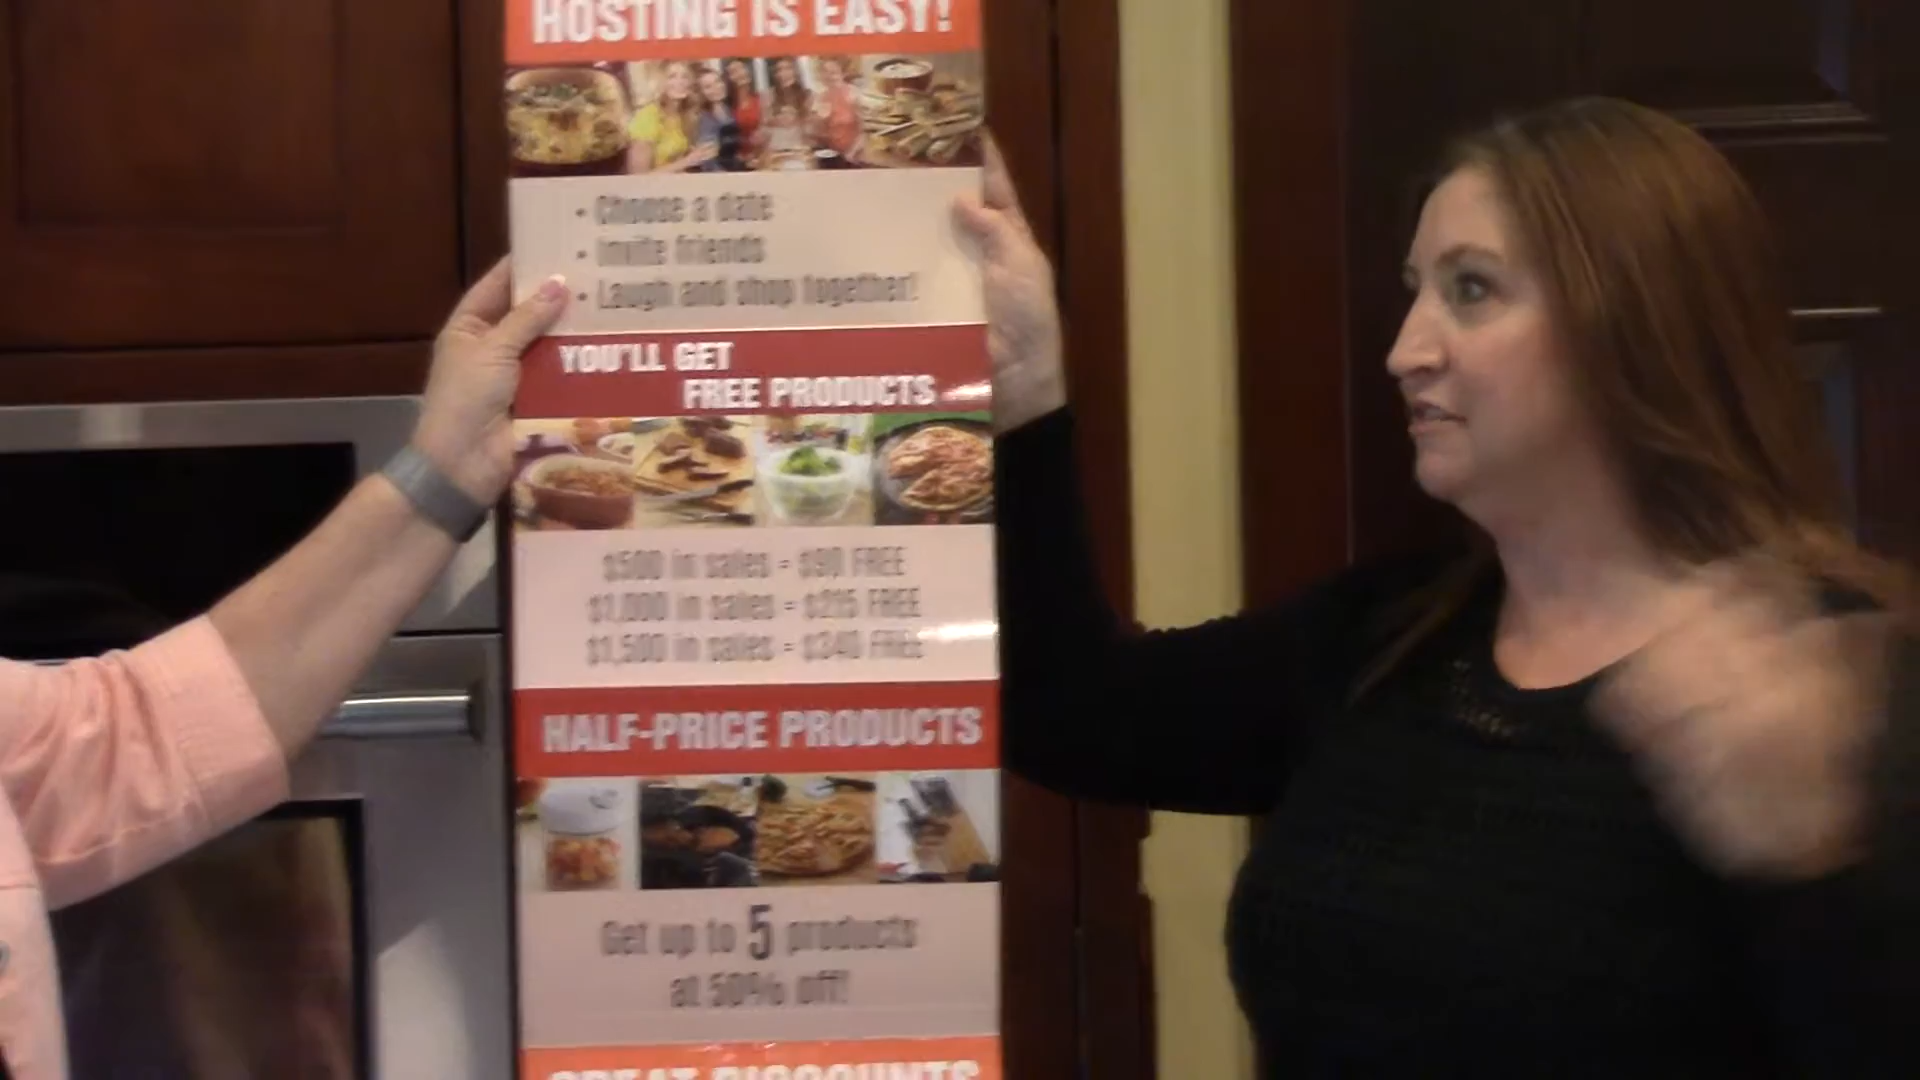 HOSTING IS EASY!
• Choose a date
• Invite friends
• Laugh and shop together!
YOU'LL GET
FREE PRODUCTS
$500 in sales = $90 FREE
$1,000 in sales = $215 FREE
$1,500 in sales = $340 FREE
HALF-PRICE PRODUCTS
Get up to 5 products
at 50% off!
GREAT DISCOUNTS